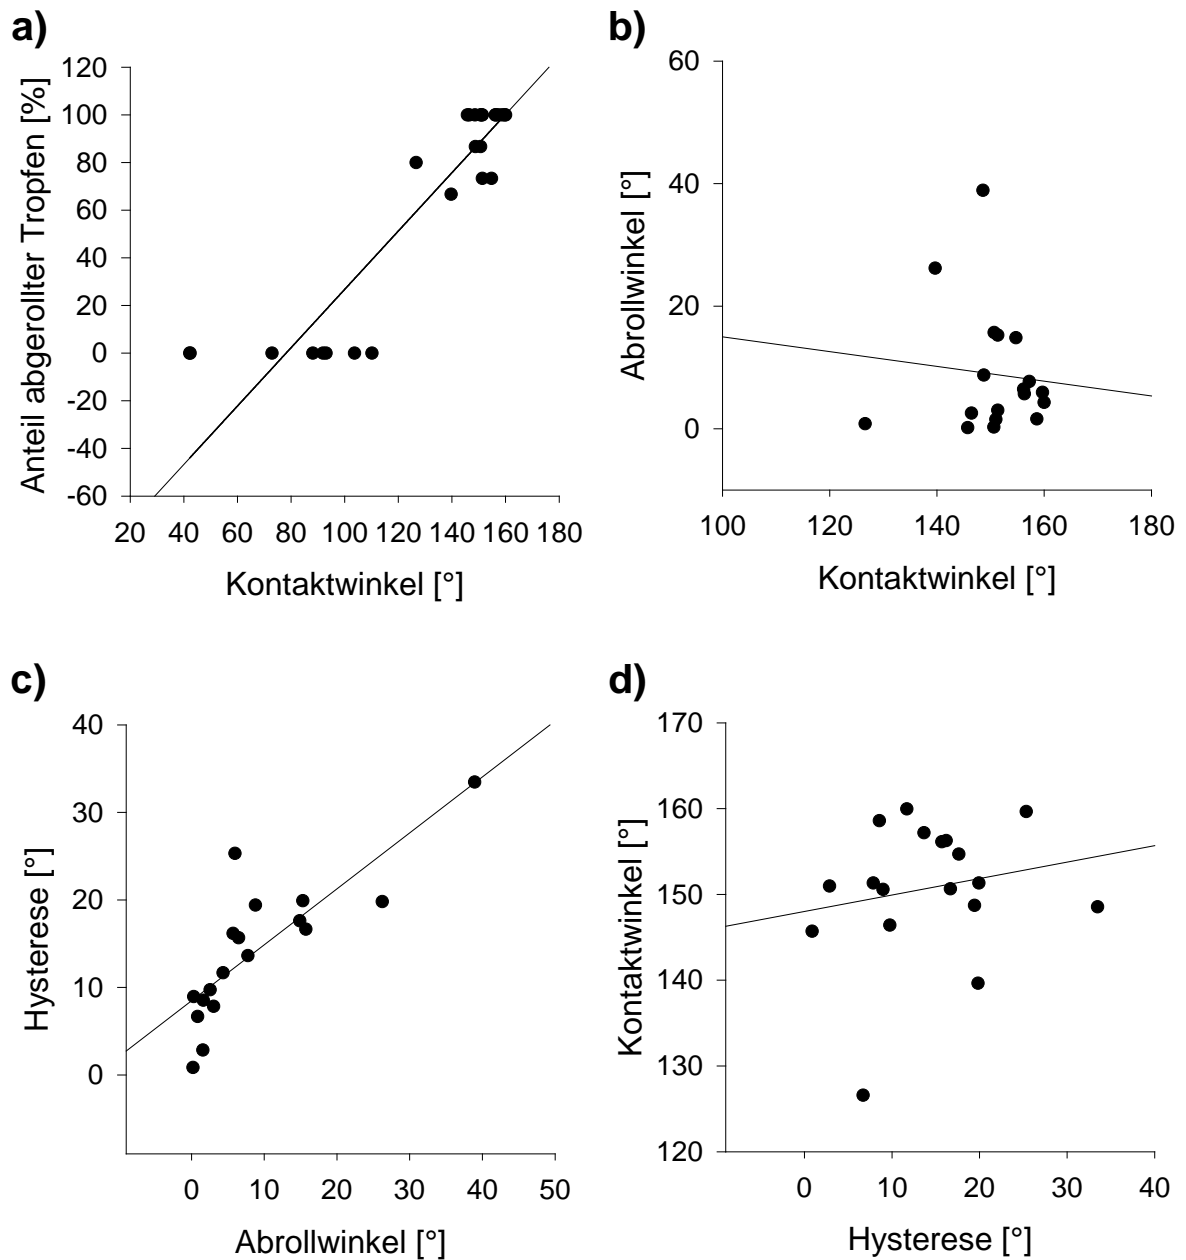 a)
Anteil abgerollter Tropfen [%]
120
100
80
60
40
20
0
-20
-40
-60
20 40 60 80 100 120 140 160 180
Kontaktwinkel [°]
b)
Abrollwinkel [°]
60
40
20
0
100 120 140 160 180
Kontaktwinkel [°]
c)
Hysterese [°]
40
30
20
10
0
0 10 20 30 40 50
Abrollwinkel [°]
d)
Kontaktwinkel [°]
170
160
150
140
130
120
0 10 20 30 40
Hysterese [°]